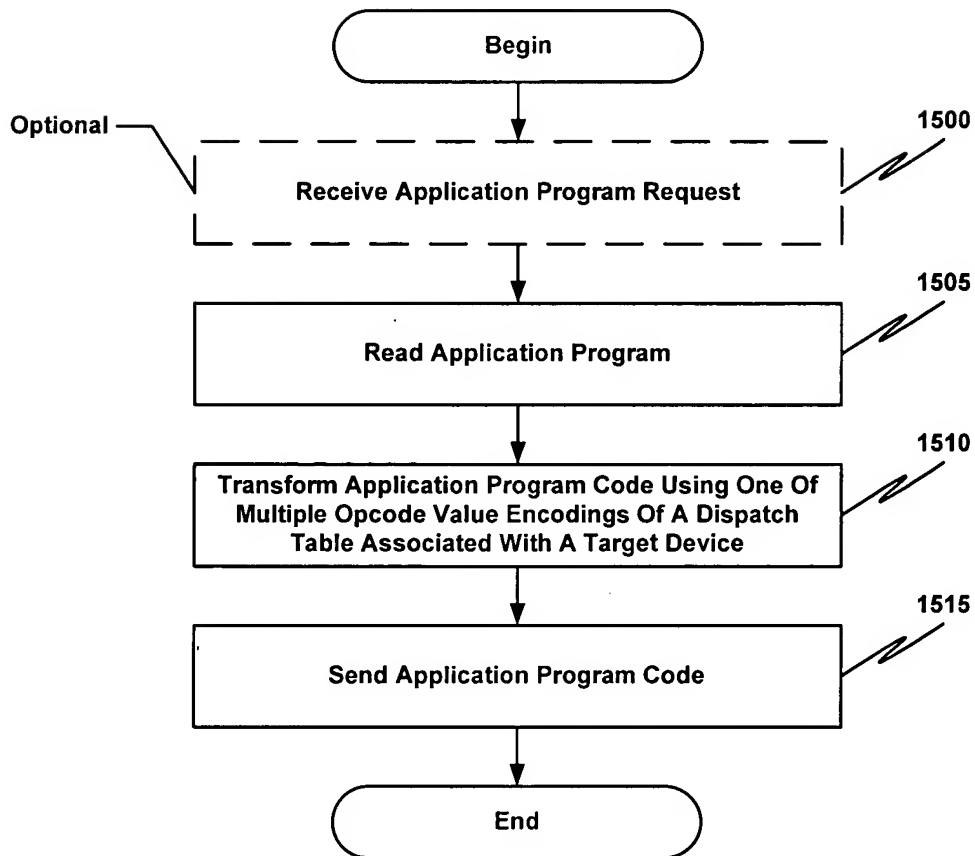 Begin
Optional
1500
Receive Application Program Request
1505
Read Application Program
1510
Transform Application Program Code Using One Of
Multiple Opcode Value Encodings Of A Dispatch
Table Associated With A Target Device
1515
Send Application Program Code
End